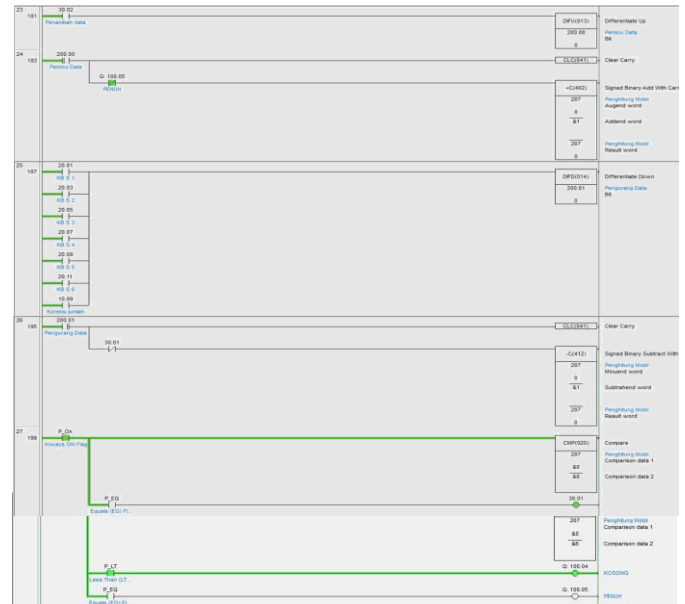 23
181
30.02
Penambah data
DIFU(013)
Differentiate Up
200.00
Pemicu Data
Bit
0
24
183
200.00
Pemicu Data
CLC(041)
Clear Carry
Q: 100.05
PENUH
+C(402)
Signed Binary Add With Carr
207
Penghitung Mobil
Augend word
0
&1
Addend word
207
Penghitung Mobil
Result word
0
25
187
20.01
KB S 1
DIFD(014)
Differentiate Down
20.03
KB S 2
200.01
Pengurang Data
Bit
0
20.05
KB S 3
20.07
KB S 4
20.09
KB S 5
20.11
KB S 6
10.09
Koreksi jumlah
26
195
200.01
Pengurang Data
CLC(041)
Clear Carry
30.01
-C(412)
Signed Binary Subtract With
207
Penghitung Mobil
Minuend word
0
&1
Subtrahend word
207
Penghitung Mobil
Result word
0
27
199
P_On
Always ON Flag
CMP(020)
Compare
207
Penghitung Mobil
Comparison data 1
&0
&0
Comparison data 2
P_EQ
Equals (EQ) Fl..
30.01
207
Penghitung Mobil
Comparison data 1
&0
&6
Comparison data 2
P_LT
Less Than (LT..
Q: 100.04
KOSONG
P_EQ
Equals (EQ) Fl..
Q: 100.05
PENUH